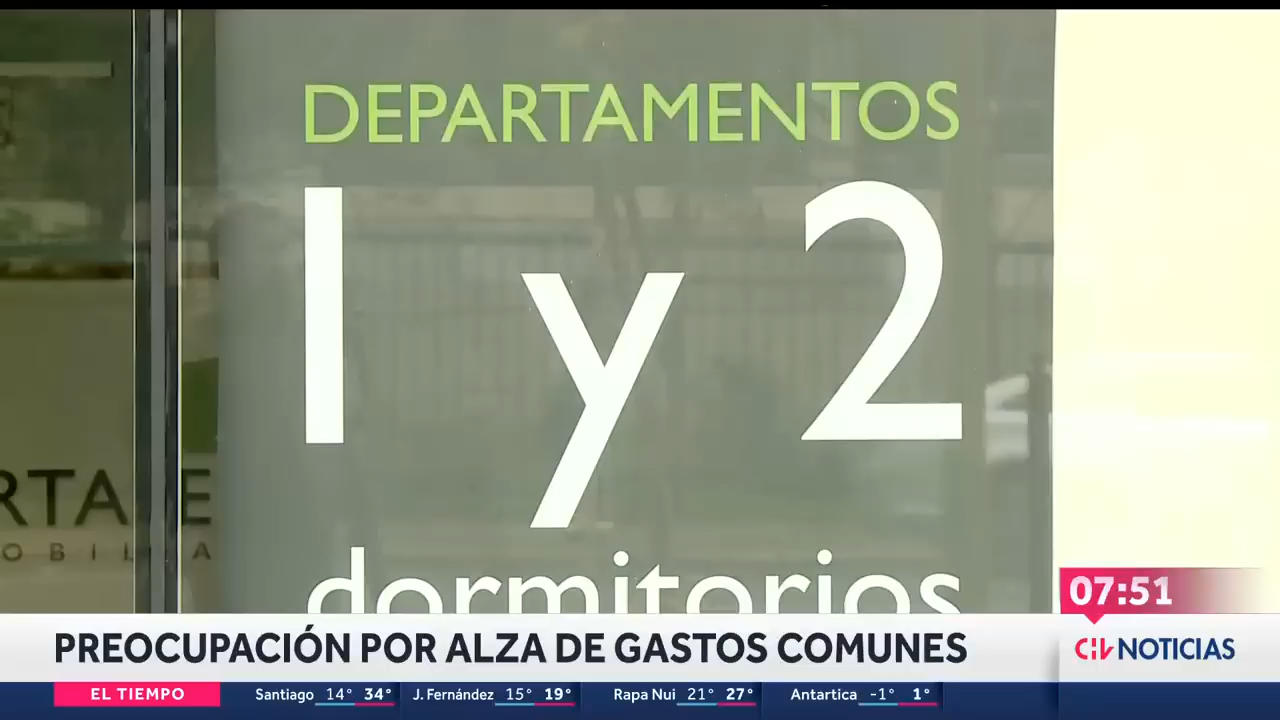 DEPARTAMENTOS
1 y 2
dormitorios
07:51
PREOCUPACIÓN POR ALZA DE GASTOS COMUNES
CHV NOTICIAS
EL TIEMPO Santiago 14° 34° J. Fernández 15° 19° Rapa Nui 21° 27° Antartica -1° 1°